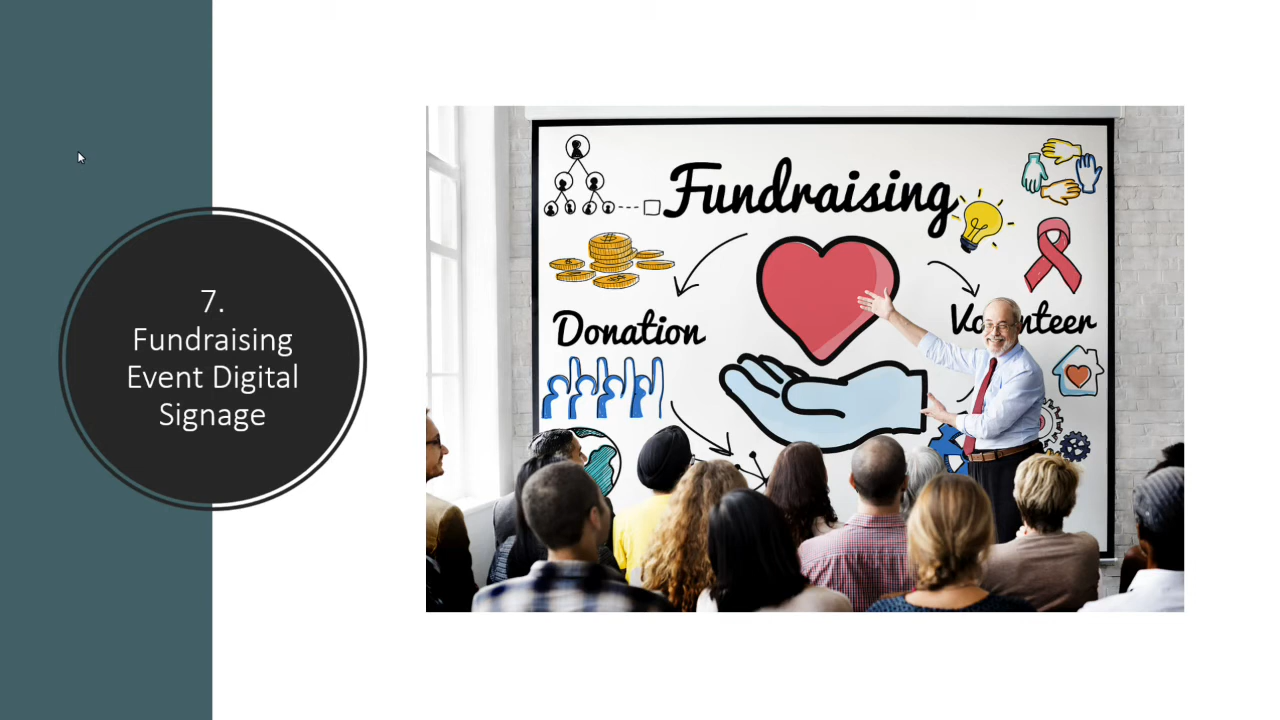 7.
Fundraising
Event Digital
Signage
Fundraising
Donation
Volunteer